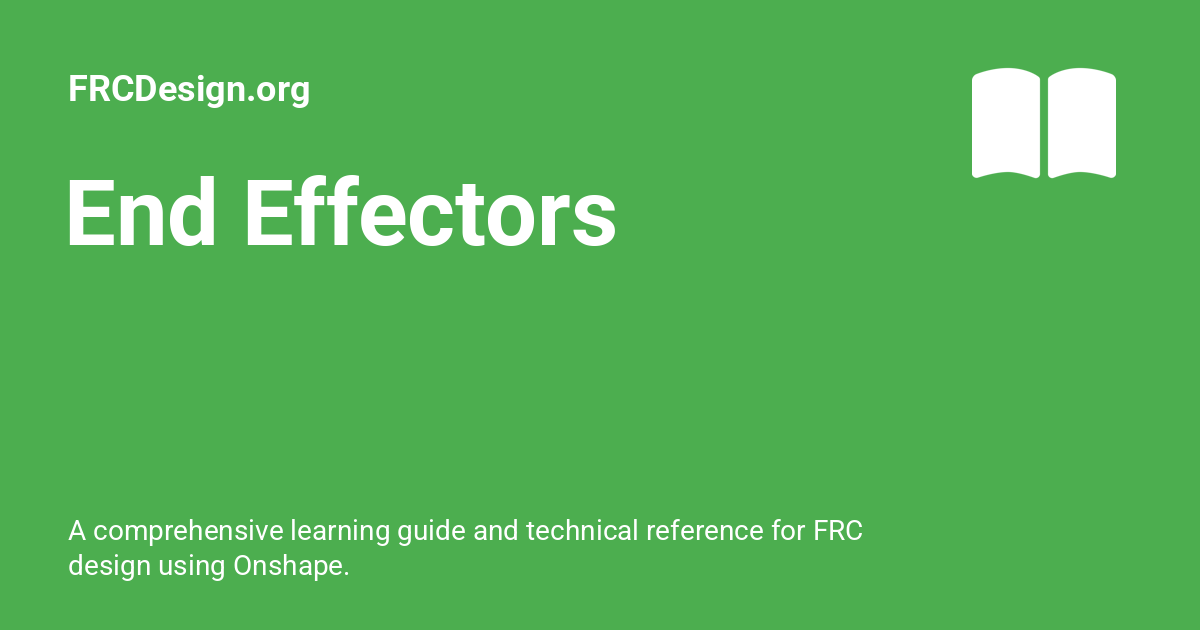 FRCDesign.org
End Effectors
A comprehensive learning guide and technical reference for FRC
design using Onshape.